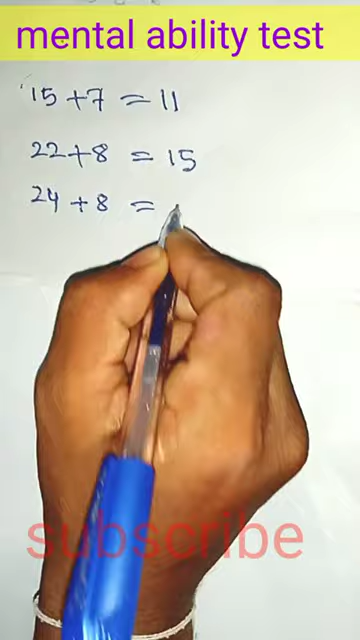 mental ability test
15+7=11
22+8=15
24+8=
subscribe